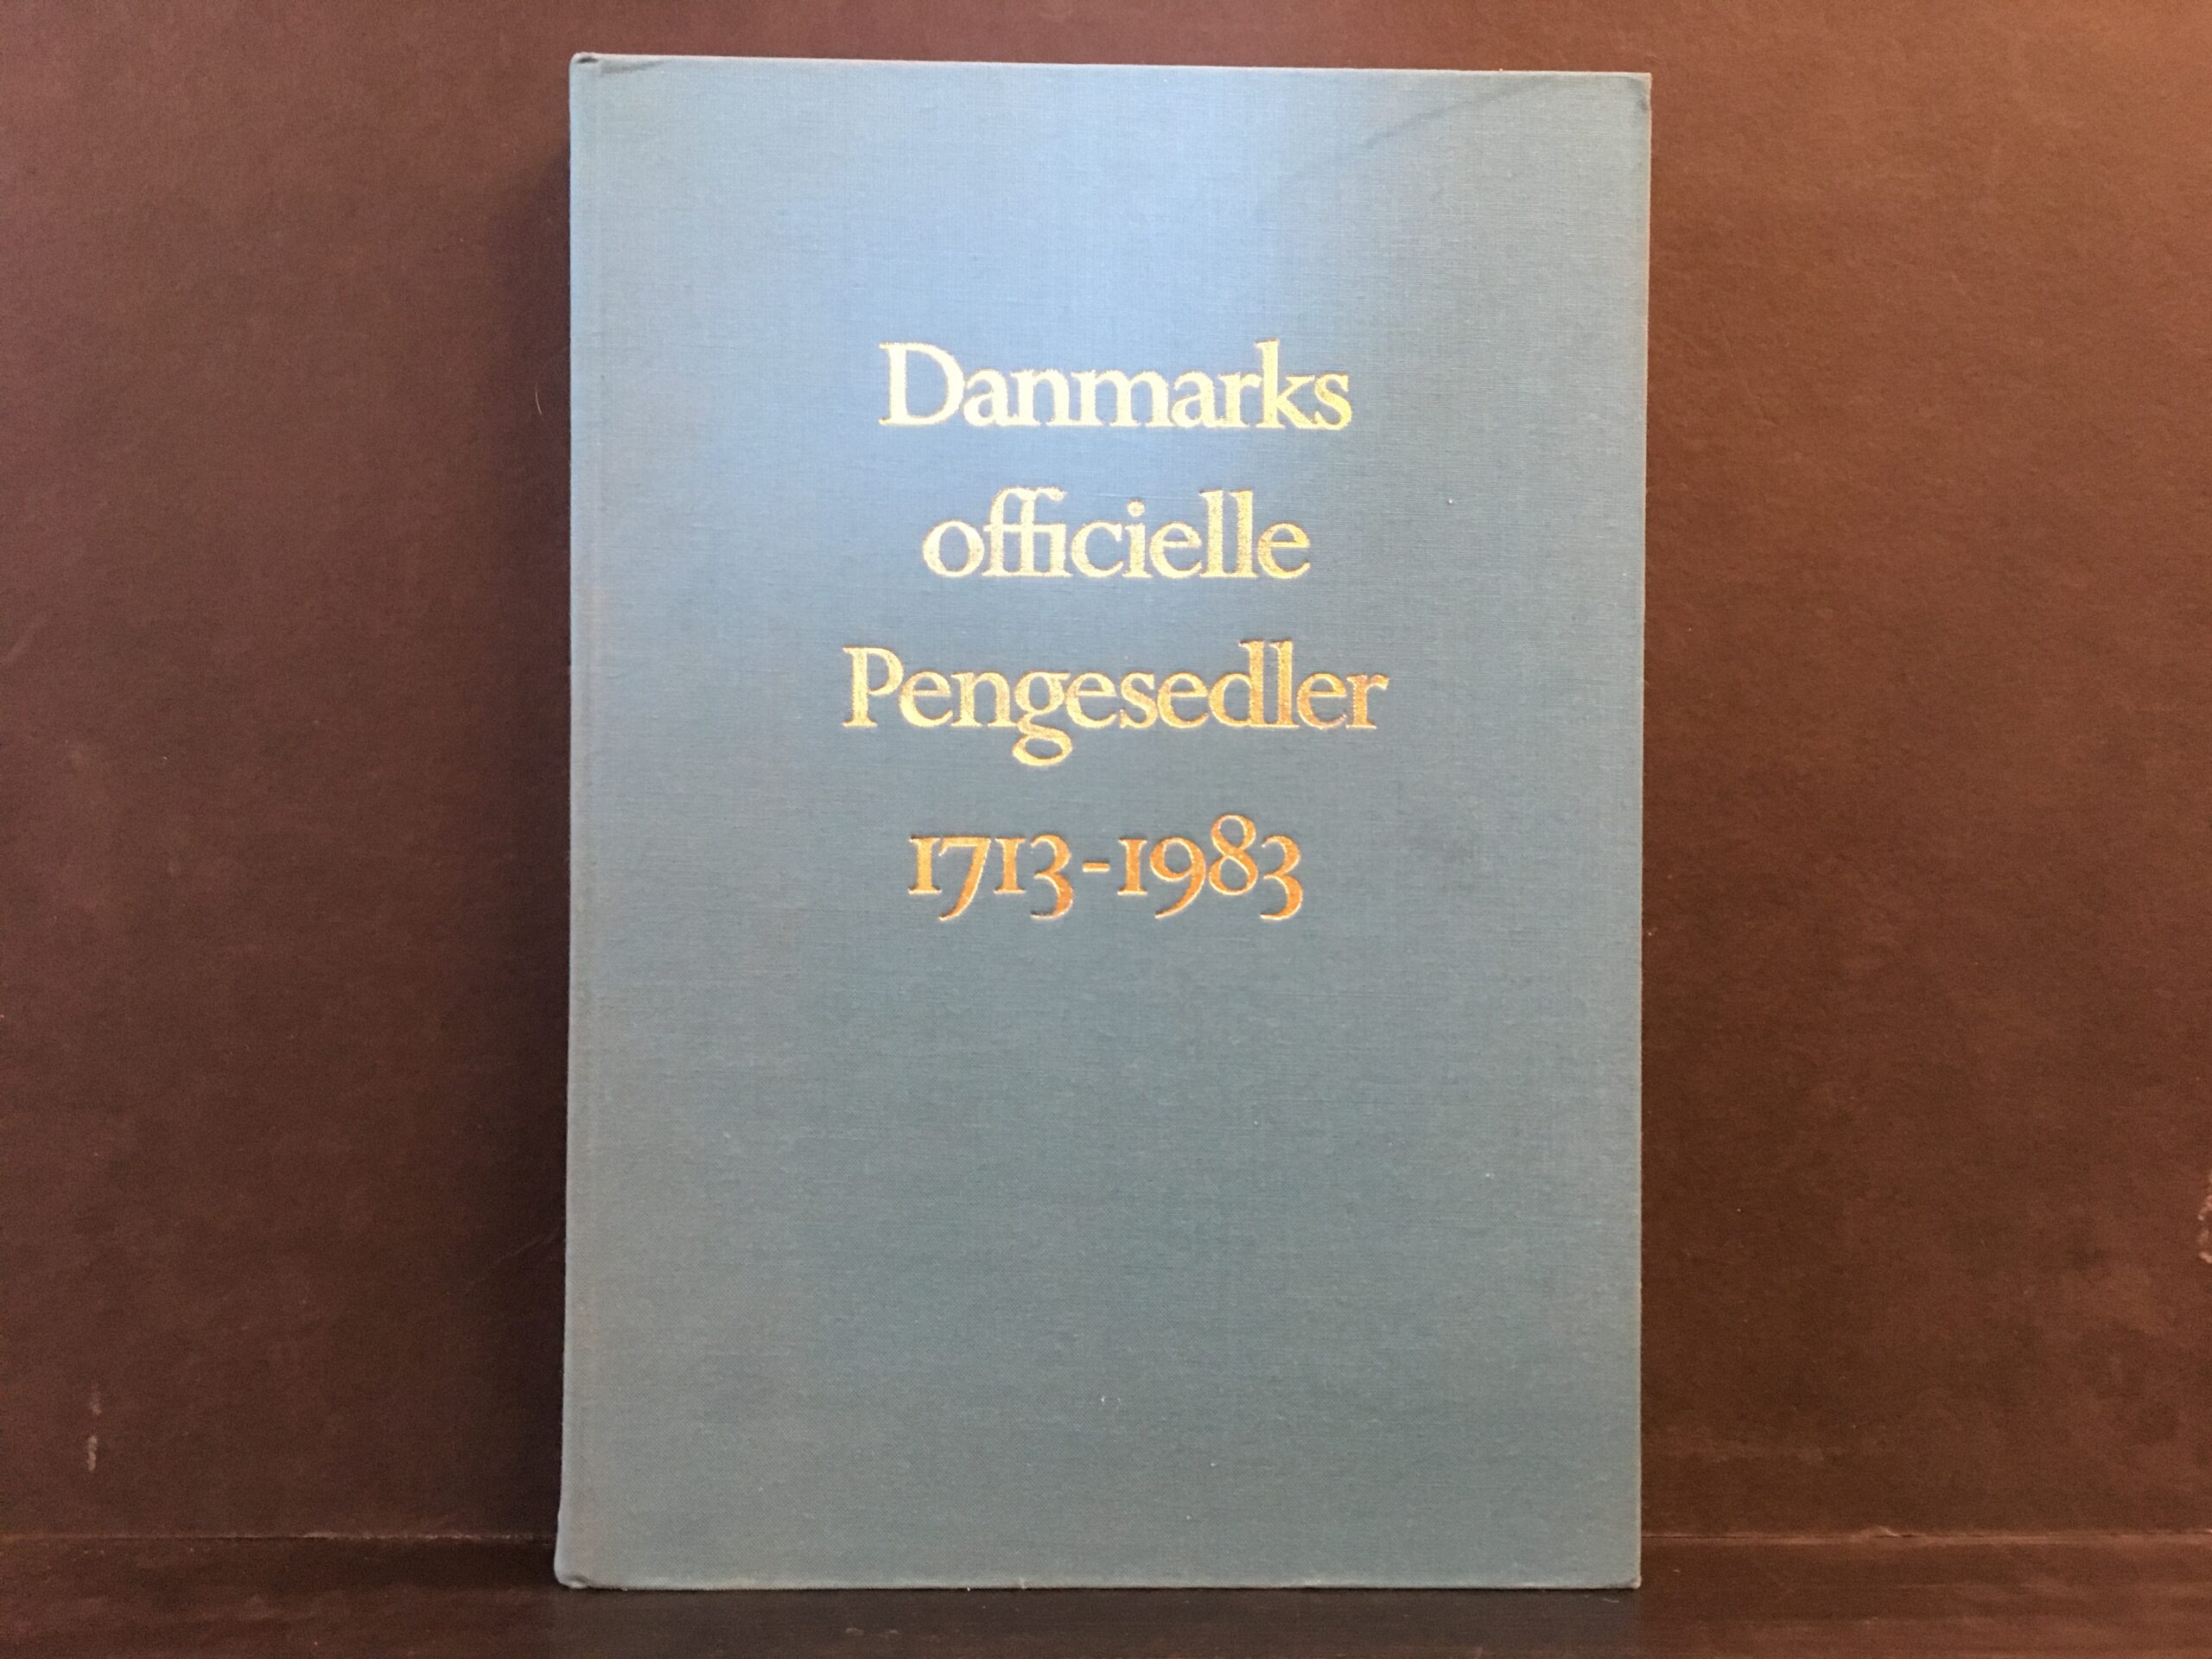 Danmarks
officielle
Pengesedler
1713-1983